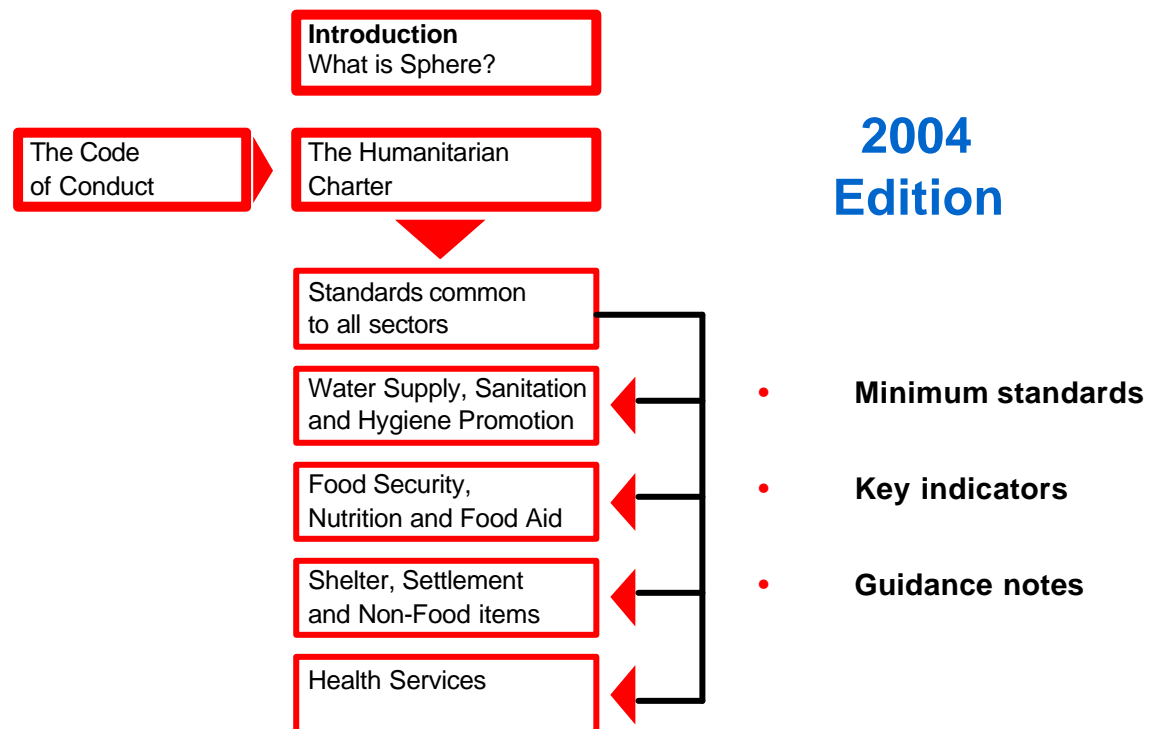 Introduction
What is Sphere?
2004
Edition
The Code
of Conduct
The Humanitarian
Charter
Standards common
to all sectors
Water Supply, Sanitation
and Hygiene Promotion
Food Security,
Nutrition and Food Aid
Shelter, Settlement
and Non-Food items
Health Services
• Minimum standards
• Key indicators
• Guidance notes